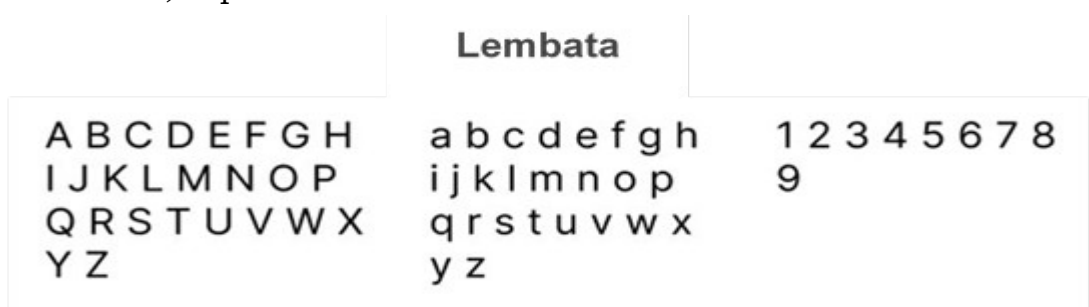 Lembata
A B C D E F G H
I J K L M N O P
Q R S T U V W X
Y Z
a b c d e f g h
i j k l m n o p
q r s t u v w x
y z
1 2 3 4 5 6 7 8
9